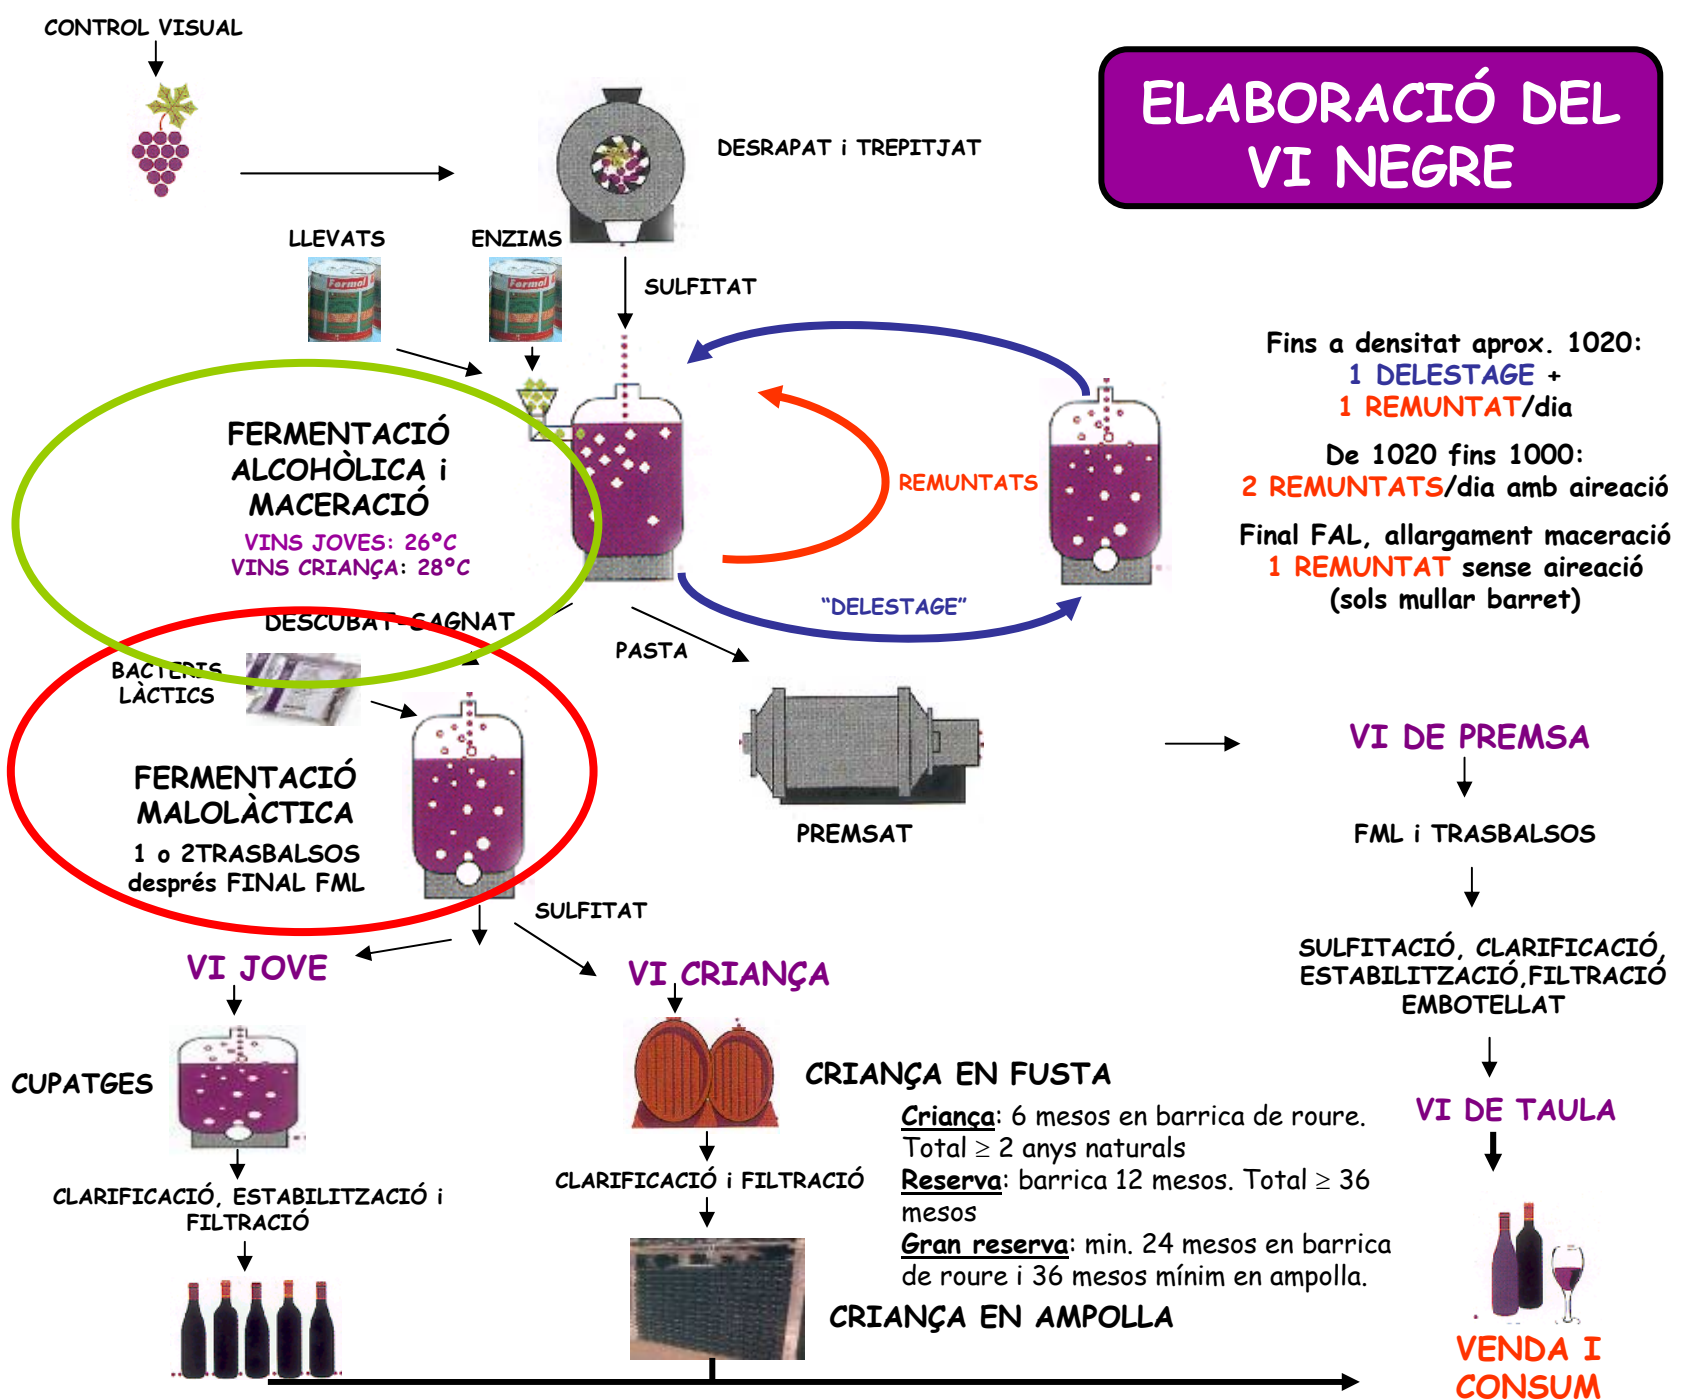 CONTROL VISUAL
ELABORACIÓ DEL
VI NEGRE
DESRAPAT i TREPITJAT
LLEVATS
ENZIMS
Formol
Formol
SULFITAT
Fins a densitat aprox. 1020:
1 DELESTAGE +
1 REMUNTAT/dia
De 1020 fins 1000:
2 REMUNTATS/dia amb aireació
Final FAL, allargament maceració
1 REMUNTAT sense aireació
(sols mullar barret)
FERMENTACIÓ
ALCOHÒLICA i
MACERACIÓ
VINS JOVES: 26ºC
VINS CRIANÇA: 28ºC
REMUNTATS
"DELESTAGE"
DESCUBAT-SAGNAT
PASTA
BACTERIS
LÀCTICS
FERMENTACIÓ
MALOLÀCTICA
1 o 2TRASBALSOS
després FINAL FML
PREMSAT
VI DE PREMSA
FML i TRASBALSOS
SULFITACIÓ, CLARIFICACIÓ,
ESTABILITZACIÓ,FILTRACIÓ
EMBOTELLAT
VI DE TAULA
SULFITAT
VI JOVE
VI CRIANÇA
CUPATGES
CRIANÇA EN FUSTA
Criança: 6 mesos en barrica de roure.
Total ≥ 2 anys naturals
Reserva: barrica 12 mesos. Total ≥ 36
mesos
Gran reserva: min. 24 mesos en barrica
de roure i 36 mesos mínim en ampolla.
CLARIFICACIÓ, ESTABILITZACIÓ i
FILTRACIÓ
CLARIFICACIÓ i FILTRACIÓ
CRIANÇA EN AMPOLLA
VENDA I
CONSUM